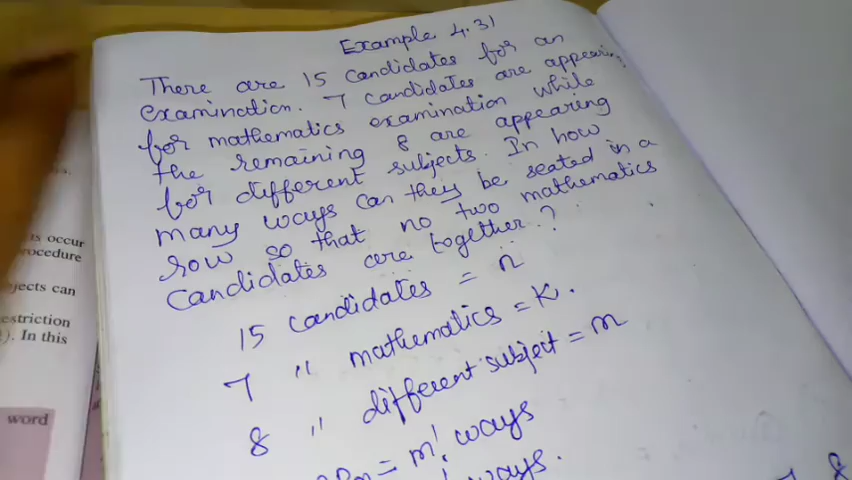 Example 4.31
There are 15 candidates for an
examination. 7 candidates are appearing
for mathematics examination while
the remaining 8 are appearing
for different subjects. In how
many ways can they be seated in a
row so that no two mathematics
Candidates are together?
15 candidates = n
7 " mathematics = K.
8 " different subject = m
= m! ways
ways.
is occur
rocedure
jects can
estriction
). In this
word